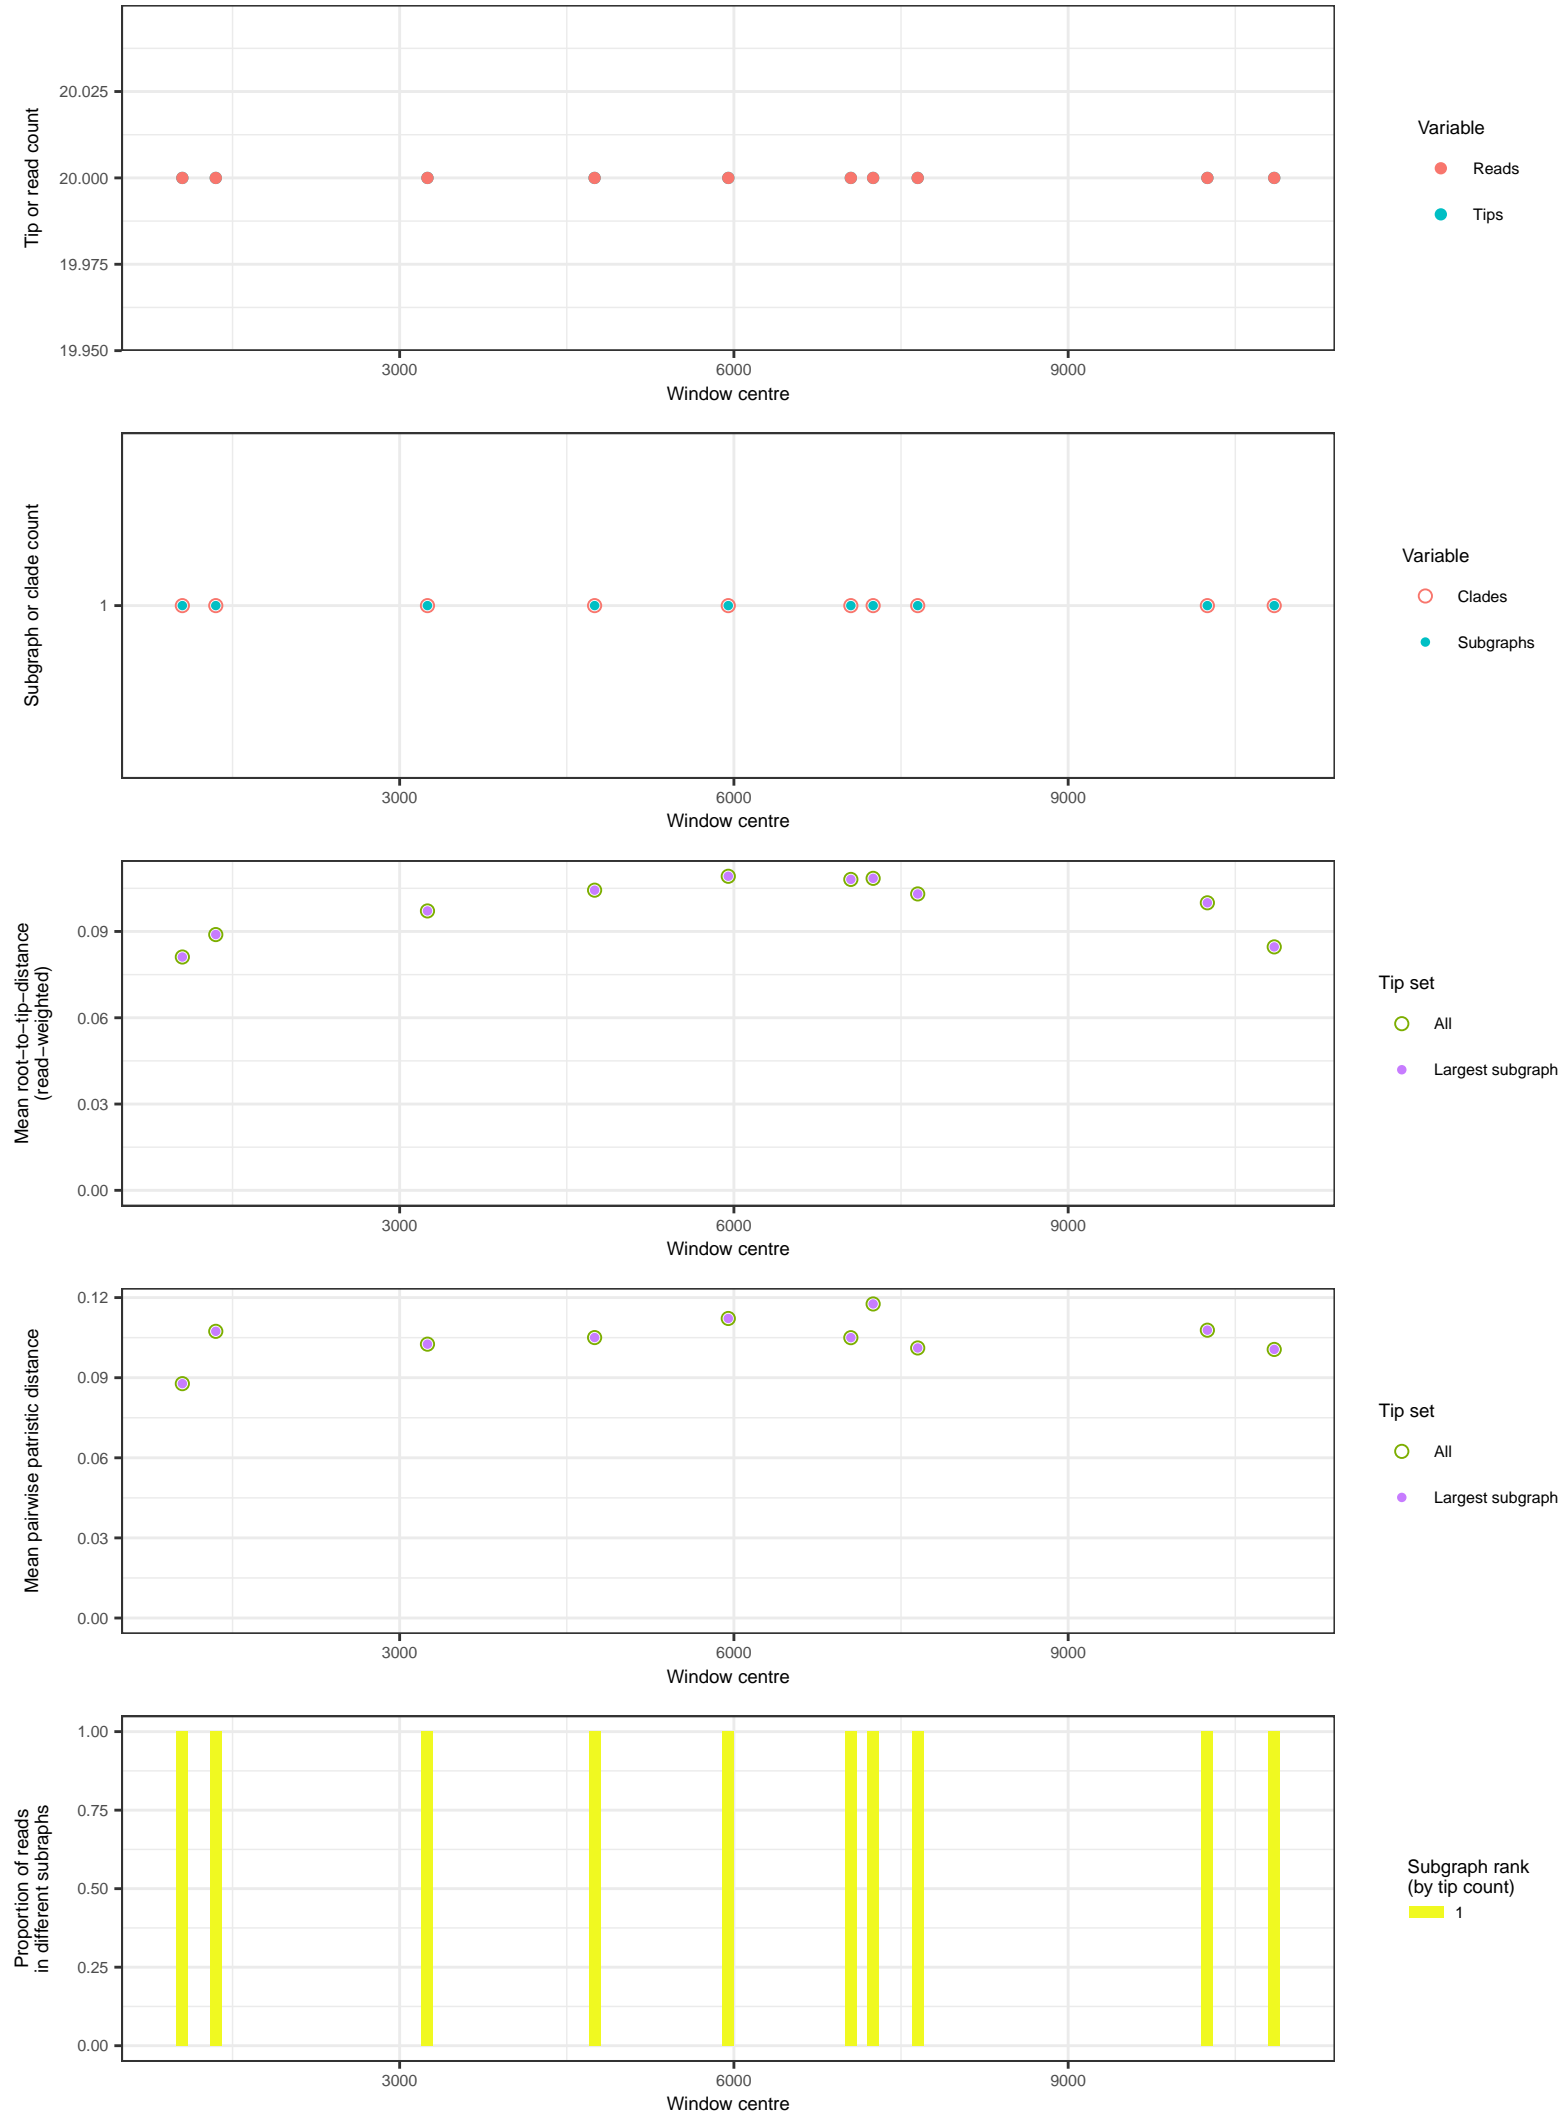 20.025
20.000
19.975
19.950
Tip or read count
3000 6000 9000
Window centre
Variable
Reads
Tips
1
Subgraph or clade count
3000 6000 9000
Window centre
Variable
Clades
Subgraphs
0.09
0.06
0.03
0.00
Mean root−to−tip−distance
(read−weighted)
3000 6000 9000
Window centre
Tip set
All
Largest subgraph
0.12
0.09
0.06
0.03
0.00
Mean pairwise patristic distance
3000 6000 9000
Window centre
Tip set
All
Largest subgraph
1.00
0.75
0.50
0.25
0.00
Proportion of reads
in different subraphs
3000 6000 9000
Window centre
Subgraph rank
(by tip count)
1